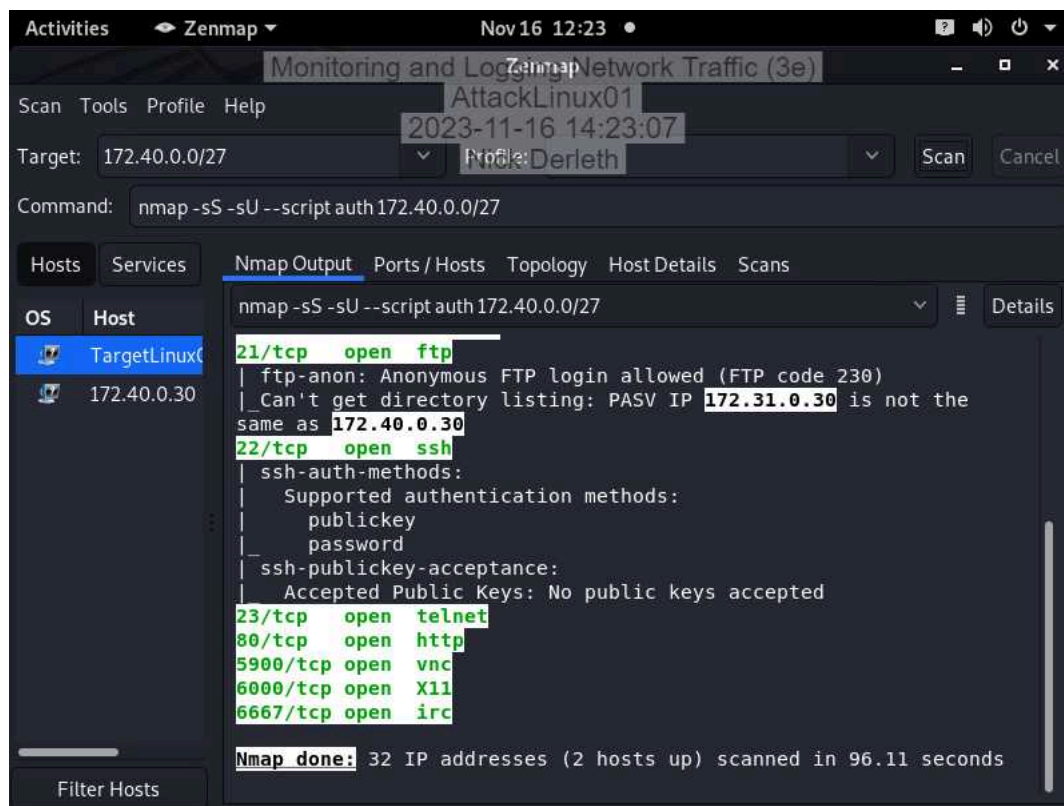 Activities Zenmap Nov 16 12:23
Zenmap
Monitoring and Logging Network Traffic (3e)
AttackLinux01
2023-11-16 14:23:07
Nick Derleth
Scan Tools Profile Help
Target: 172.40.0.0/27 Profile: Scan Cancel
Command: nmap -sS -sU --script auth 172.40.0.0/27
Hosts Services Nmap Output Ports / Hosts Topology Host Details Scans
nmap -sS -sU --script auth 172.40.0.0/27 Details
OS Host
TargetLinux0
172.40.0.30
21/tcp open ftp
| ftp-anon: Anonymous FTP login allowed (FTP code 230)
|_Can't get directory listing: PASV IP 172.31.0.30 is not the
same as 172.40.0.30
22/tcp open ssh
| ssh-auth-methods:
|   Supported authentication methods:
|     publickey
|_    password
| ssh-publickey-acceptance:
|_  Accepted Public Keys: No public keys accepted
23/tcp open telnet
80/tcp open http
5900/tcp open vnc
6000/tcp open X11
6667/tcp open irc
Nmap done: 32 IP addresses (2 hosts up) scanned in 96.11 seconds
Filter Hosts